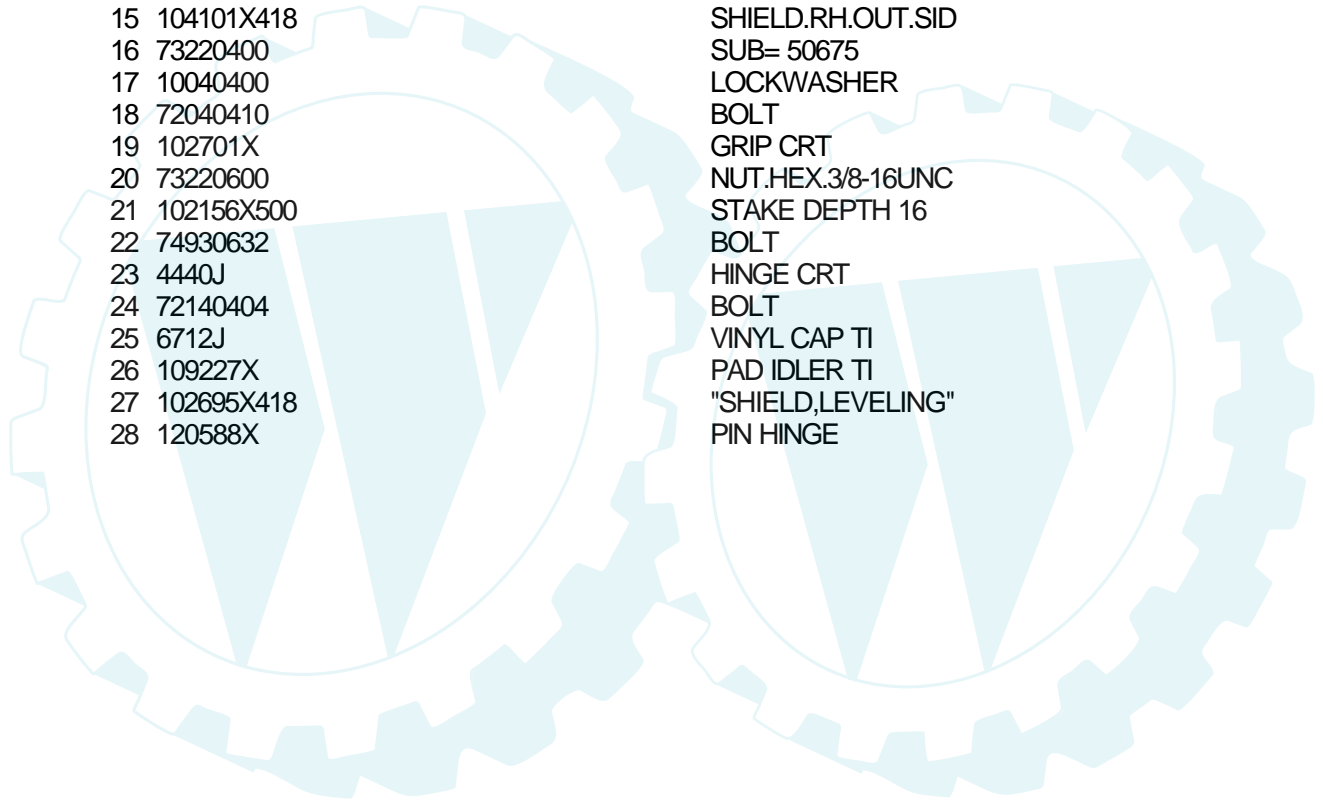 15 104101X418 SHIELD.RH.OUT.SID
16 73220400 SUB= 50675
17 10040400 LOCKWASHER
18 72040410 BOLT
19 102701X GRIP CRT
20 73220600 NUT.HEX.3/8-16UNC
21 102156X500 STAKE DEPTH 16
22 74930632 BOLT
23 4440J HINGE CRT
24 72140404 BOLT
25 6712J VINYL CAP TI
26 109227X PAD IDLER TI
27 102695X418 "SHIELD,LEVELING"
28 120588X PIN HINGE